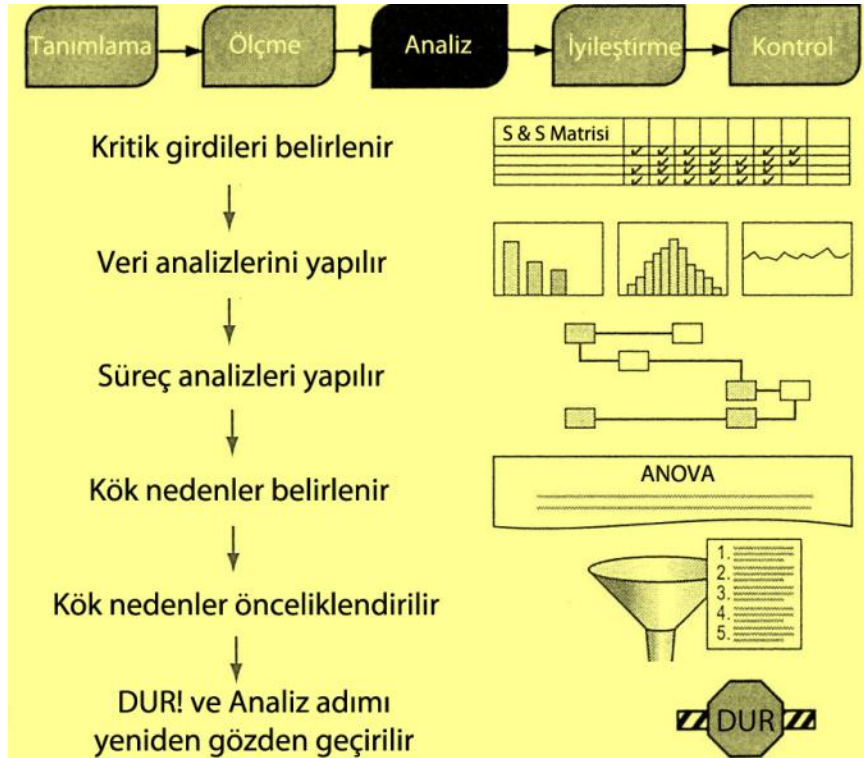 Tanımlama
Ölçme
Analiz
İyileştirme
Kontrol
Kritik girdileri belirlenir
S & S Matrisi
Veri analizlerini yapılır
Süreç analizleri yapılır
Kök nedenler belirlenir
ANOVA
Kök nedenler önceliklendirilir
1.
2.
3.
4.
5.
DUR! ve Analiz adımı
yeniden gözden geçirilir
DUR